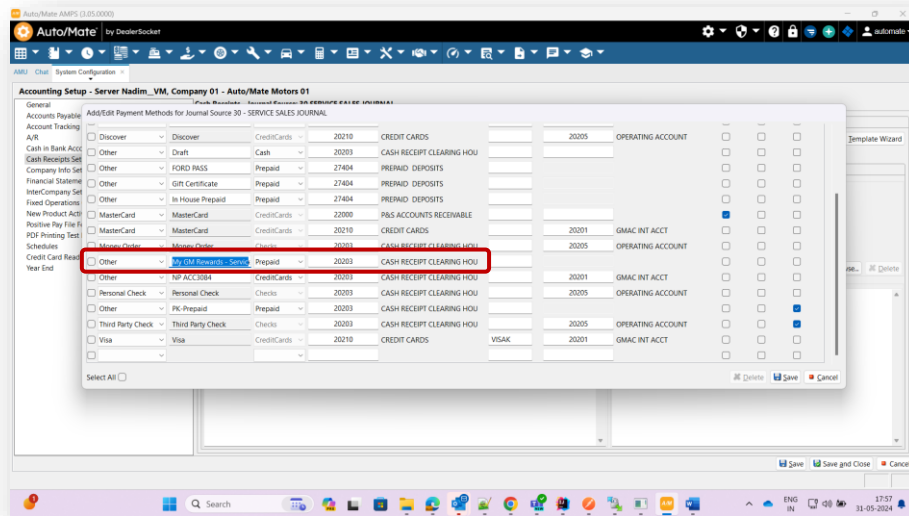 Auto/Mate AMPS (3.05.0000)
Auto/Mate by DealerSocket
automate
AMU Chat System Configuration
Accounting Setup - Server Nadim_VM, Company 01 - Auto/Mate Motors 01
General
Cash Receipts - Journal Source: 30 SERVICE SALES JOURNAL
Accounts Payable
Account Tracking
A/R
Cash in Bank Acco
Cash Receipts Set
Company Info Set
Financial Stateme
InterCompany Set
Fixed Operations
New Product Acti
Positive Pay File F
PDF Printing Test
Schedules
Credit Card Read
Year End
Template Wizard
Delete
Add/Edit Payment Methods for Journal Source 30 - SERVICE SALES JOURNAL
Discover Discover CreditCards 20210 CREDIT CARDS 20205 OPERATING ACCOUNT
Other Draft Cash 20203 CASH RECEIPT CLEARING HOU
Other FORD PASS Prepaid 27404 PREPAID DEPOSITS
Other Gift Certificate Prepaid 27404 PREPAID DEPOSITS
Other In House Prepaid Prepaid 27404 PREPAID DEPOSITS
MasterCard MasterCard CreditCards 22000 P&S ACCOUNTS RECEIVABLE
MasterCard MasterCard CreditCards 20210 CREDIT CARDS 20201 GMAC INT ACCT
Money Order Money Order Checks 20203 CASH RECEIPT CLEARING HOU 20205 OPERATING ACCOUNT
Other My GM Rewards - Servic Prepaid 20203 CASH RECEIPT CLEARING HOU
Other NP ACC3084 CreditCards 20203 CASH RECEIPT CLEARING HOU 20201 GMAC INT ACCT
Personal Check Personal Check Checks 20203 CASH RECEIPT CLEARING HOU 20205 OPERATING ACCOUNT
Other PK-Prepaid Prepaid 20203 CASH RECEIPT CLEARING HOU
Third Party Check Third Party Check Checks 20203 CASH RECEIPT CLEARING HOU 20205 OPERATING ACCOUNT
Visa Visa CreditCards 20210 CREDIT CARDS VISAK 20201 GMAC INT ACCT
Select All Delete Save Cancel
Save Save and Close Cance
Search
ENG
IN
17:57
31-05-2024